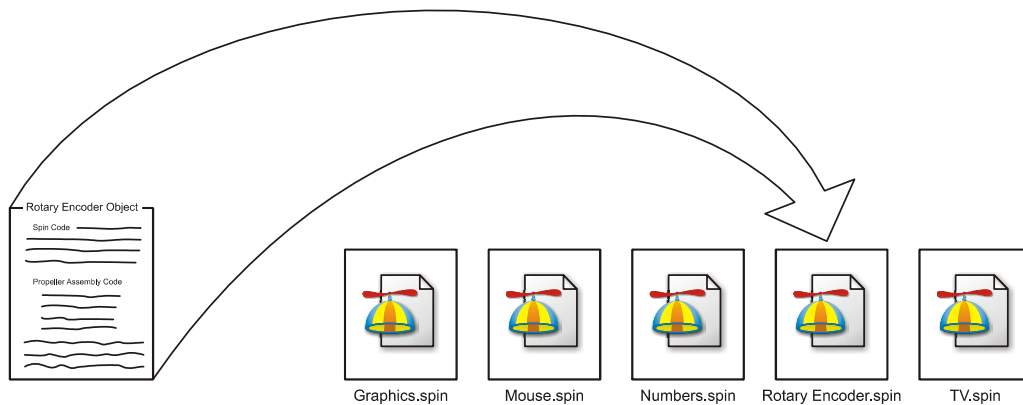 Rotary Encoder Object
Spin Code
Propeller Assembly Code
Graphics.spin
Mouse.spin
Numbers.spin
Rotary Encoder.spin
TV.spin